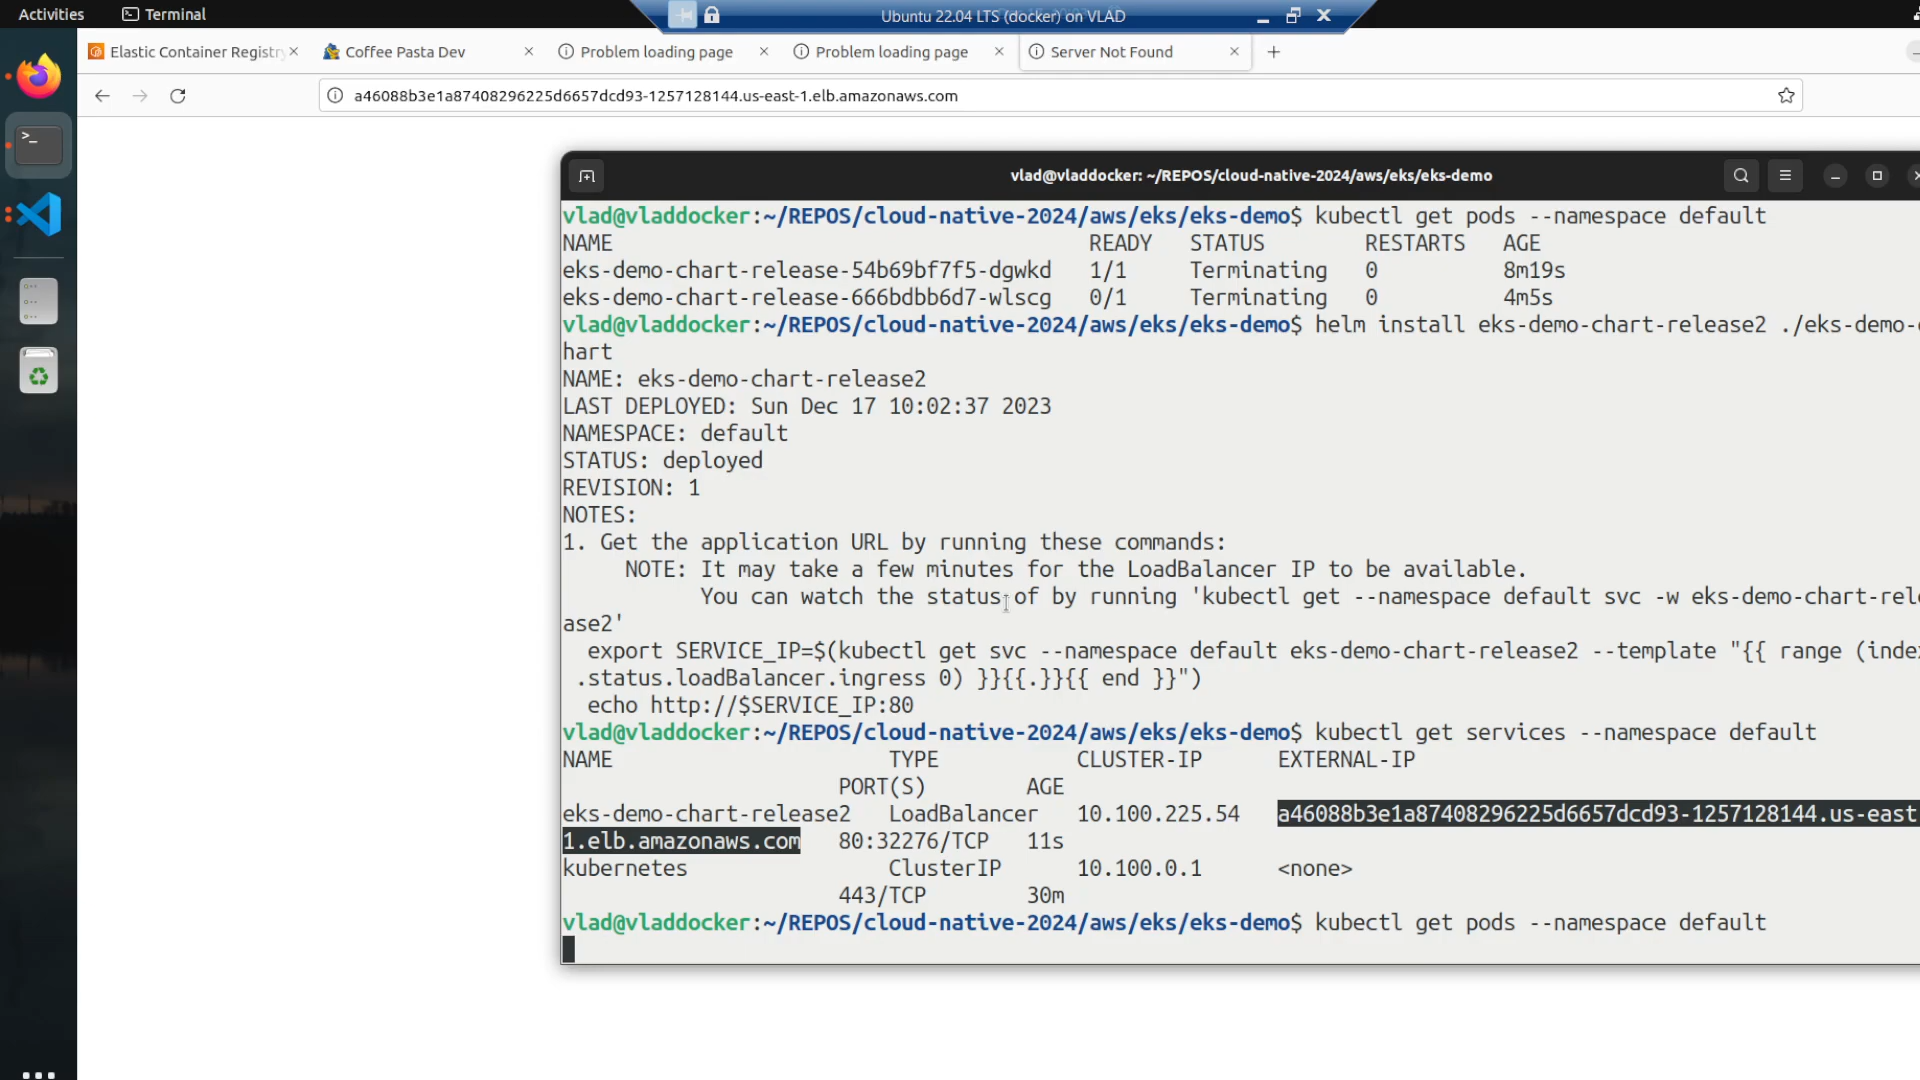 Activities
Terminal
Ubuntu 22.04 LTS (docker) on VLAD
Elastic Container Registry
Coffee Pasta Dev
Problem loading page
Problem loading page
Server Not Found
a46088b3e1a87408296225d6657dcd93-1257128144.us-east-1.elb.amazonaws.com
vlad@vladdocker: ~/REPOS/cloud-native-2024/aws/eks/eks-demo
vlad@vladdocker:~/REPOS/cloud-native-2024/aws/eks/eks-demo$ kubectl get pods --namespace default
NAME READY STATUS RESTARTS AGE
eks-demo-chart-release-54b69bf7f5-dgwkd 1/1 Terminating 0 8m19s
eks-demo-chart-release-666bdbb6d7-wlscg 0/1 Terminating 0 4m5s
vlad@vladdocker:~/REPOS/cloud-native-2024/aws/eks/eks-demo$ helm install eks-demo-chart-release2 ./eks-demo-
hart
NAME: eks-demo-chart-release2
LAST DEPLOYED: Sun Dec 17 10:02:37 2023
NAMESPACE: default
STATUS: deployed
REVISION: 1
NOTES:
1. Get the application URL by running these commands:
NOTE: It may take a few minutes for the LoadBalancer IP to be available.
You can watch the status of by running 'kubectl get --namespace default svc -w eks-demo-chart-rel
ase2'
export SERVICE_IP=$(kubectl get svc --namespace default eks-demo-chart-release2 --template "{{ range (inde
.status.loadBalancer.ingress 0) }}{{.}}{{ end }}")
echo http://$SERVICE_IP:80
vlad@vladdocker:~/REPOS/cloud-native-2024/aws/eks/eks-demo$ kubectl get services --namespace default
NAME TYPE CLUSTER-IP EXTERNAL-IP
PORT(S) AGE
eks-demo-chart-release2 LoadBalancer 10.100.225.54 a46088b3e1a87408296225d6657dcd93-1257128144.us-east
1.elb.amazonaws.com 80:32276/TCP 11s
kubernetes ClusterIP 10.100.0.1 <none>
443/TCP 30m
vlad@vladdocker:~/REPOS/cloud-native-2024/aws/eks/eks-demo$ kubectl get pods --namespace default